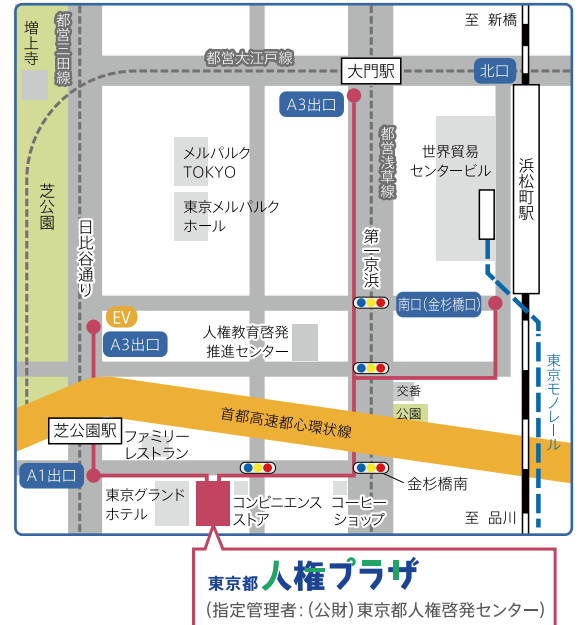 至 新橋
増上寺
都営三田線
都営大江戸線
大門駅
北口
A3出口
都営浅草線
メルパルク
TOKYO
世界貿易
センタービル
浜松町駅
芝公園
東京メルパルク
ホール
日比谷通り
第一京浜
南口(金杉橋口)
EV
A3出口
人権教育啓発
推進センター
東京モノレール
交番
公園
首都高速都心環状線
芝公園駅
ファミリー
レストラン
A1出口
金杉橋南
東京グランド
ホテル
コンビニエンス
ストア
コーヒー
ショップ
至 品川
東京都 人権プラザ
(指定管理者:(公財)東京都人権啓発センター)